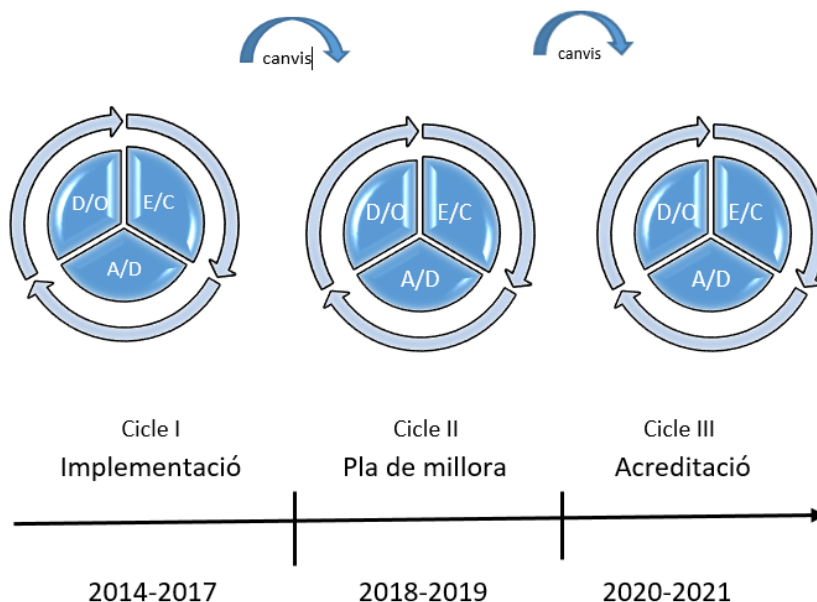 canvis
canvis
D/O E/C
A/D
D/O E/C
A/D
D/O E/C
A/D
Cicle I
Implementació
Cicle II
Pla de millora
Cicle III
Acreditació
2014-2017
2018-2019
2020-2021